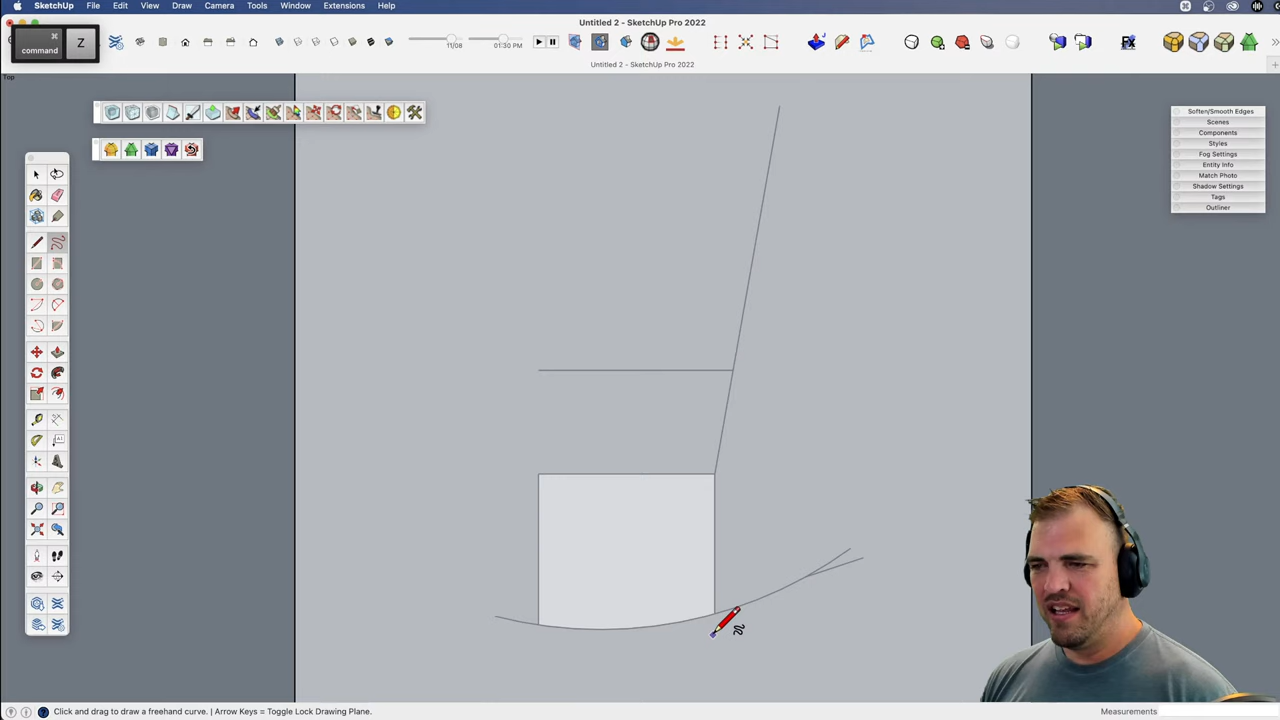 SketchUp File Edit View Draw Camera Tools Window Extensions Help
Untitled 2 - SketchUp Pro 2022
⌘
command
Z
11/08 01:30 PM
Untitled 2 - SketchUp Pro 2022
Top
Soften/Smooth Edges
Scenes
Components
Styles
Fog Settings
Entity Info
Match Photo
Shadow Settings
Tags
Outliner
Click and drag to draw a freehand curve. | Arrow Keys = Toggle Lock Drawing Plane.
Measurements